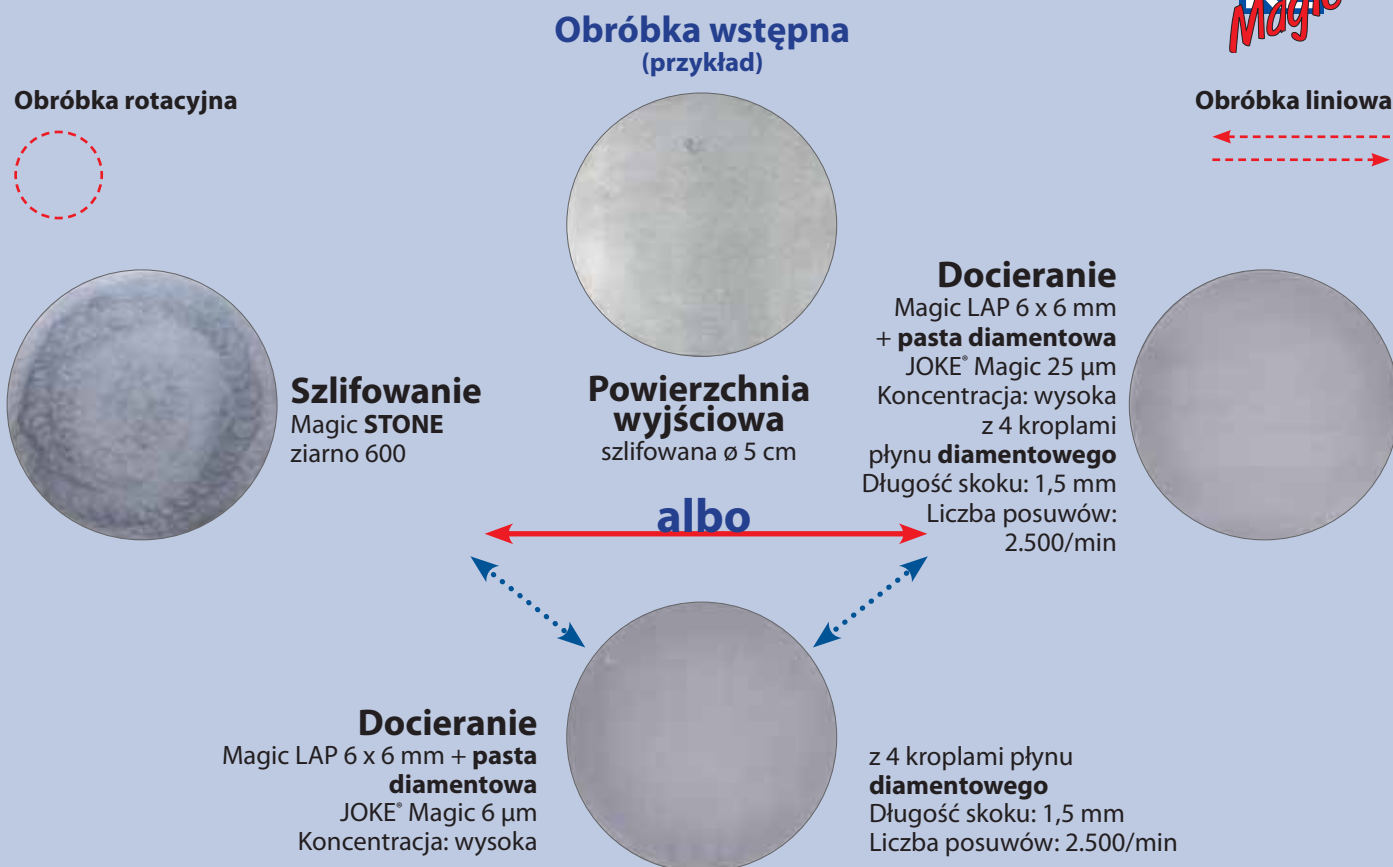 Magic
Obróbka wstępna
(przykład)
Obróbka rotacyjna
Obróbka liniowa
Szlifowanie
Magic STONE
ziarno 600
Powierzchnia
wyjściowa
szlifowana ø 5 cm
Docieranie
Magic LAP 6 x 6 mm
+ pasta diamentowa
JOKE® Magic 25 µm
Koncentracja: wysoka
z 4 kroplami
płynu diamentowego
Długość skoku: 1,5 mm
Liczba posuwów:
2.500/min
albo
Docieranie
Magic LAP 6 x 6 mm + pasta
diamentowa
JOKE® Magic 6 µm
Koncentracja: wysoka
z 4 kroplami płynu
diamentowego
Długość skoku: 1,5 mm
Liczba posuwów: 2.500/min